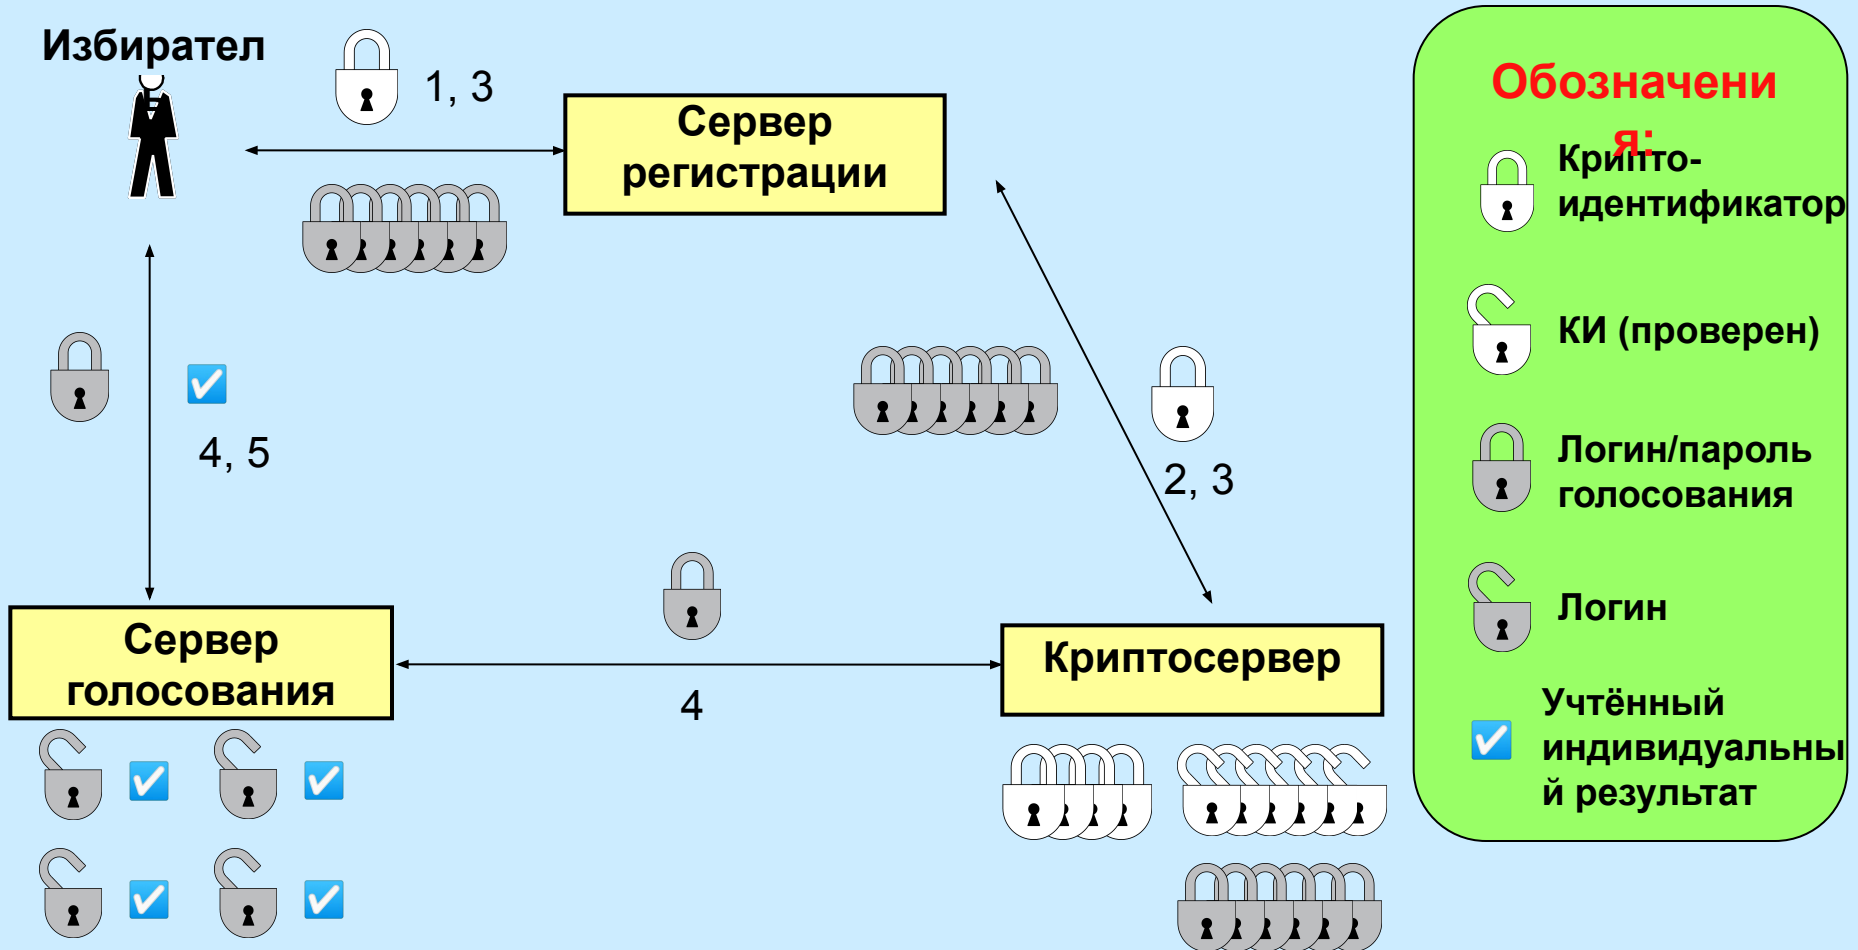 Избирател
ь
1, 3
Сервер
регистрации
4, 5
2, 3
Сервер
голосования
4
Криптосервер
Обозначени
я:
Крипто-
идентификатор
КИ (проверен)
Логин/пароль
голосования
Логин
Учтённый
индивидуальны
й результат